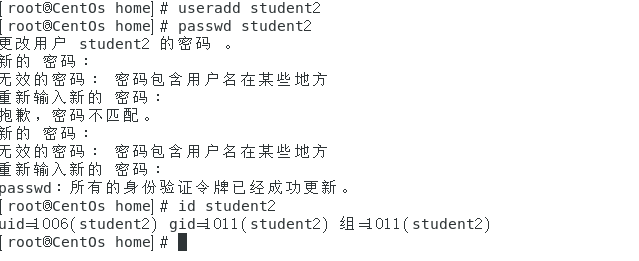 [root@CentOs home]# useradd student2
[root@CentOs home]# passwd student2
更改用户 student2 的密码 。
新的 密码：
无效的密码： 密码包含用户名在某些地方
重新输入新的 密码：
抱歉，密码不匹配。
新的 密码：
无效的密码： 密码包含用户名在某些地方
重新输入新的 密码：
passwd：所有的身份验证令牌已经成功更新。
[root@CentOs home]# id student2
uid=1006(student2) gid=1011(student2) 组=1011(student2)
[root@CentOs home]#